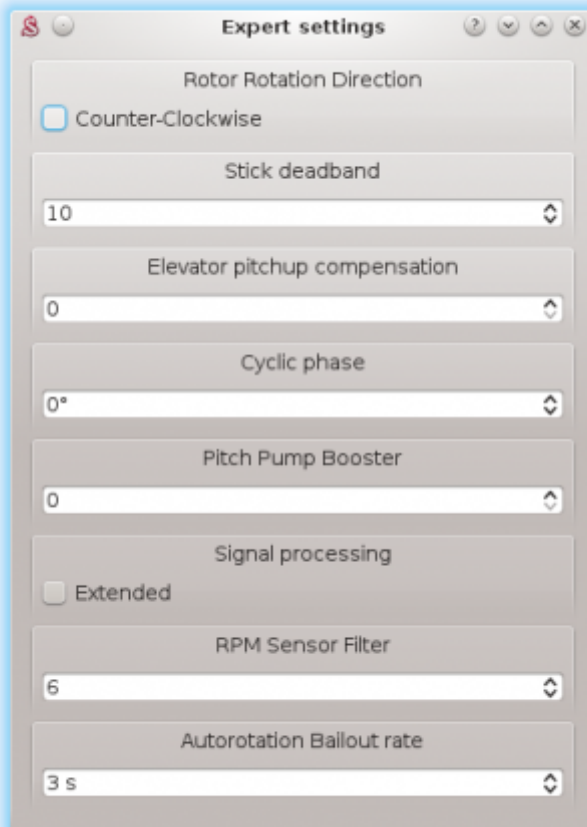 Expert settings
Rotor Rotation Direction
Counter-Clockwise
Stick deadband
10
Elevator pitchup compensation
0
Cyclic phase
0°
Pitch Pump Booster
0
Signal processing
Extended
RPM Sensor Filter
6
Autorotation Bailout rate
3 s